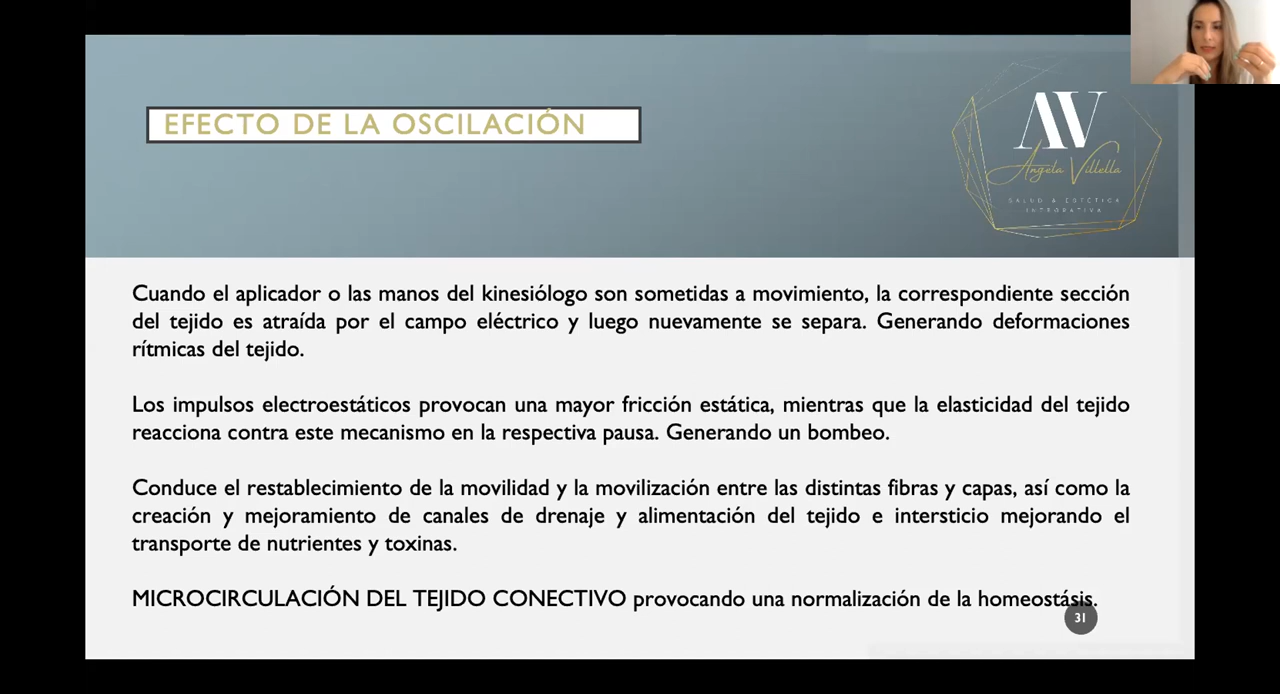 EFECTO DE LA OSCILACIÓN
AV
Angela Villella
SALUD & ESTÉTICA
INTEGRATIVA
Cuando el aplicador o las manos del kinesiólogo son sometidas a movimiento, la correspondiente sección
del tejido es atraída por el campo eléctrico y luego nuevamente se separa. Generando deformaciones
rítmicas del tejido.
Los impulsos electroestáticos provocan una mayor fricción estática, mientras que la elasticidad del tejido
reacciona contra este mecanismo en la respectiva pausa. Generando un bombeo.
Conduce el restablecimiento de la movilidad y la movilización entre las distintas fibras y capas, así como la
creación y mejoramiento de canales de drenaje y alimentación del tejido e intersticio mejorando el
transporte de nutrientes y toxinas.
MICROCIRCULACIÓN DEL TEJIDO CONECTIVO provocando una normalización de la homeostásis.
31